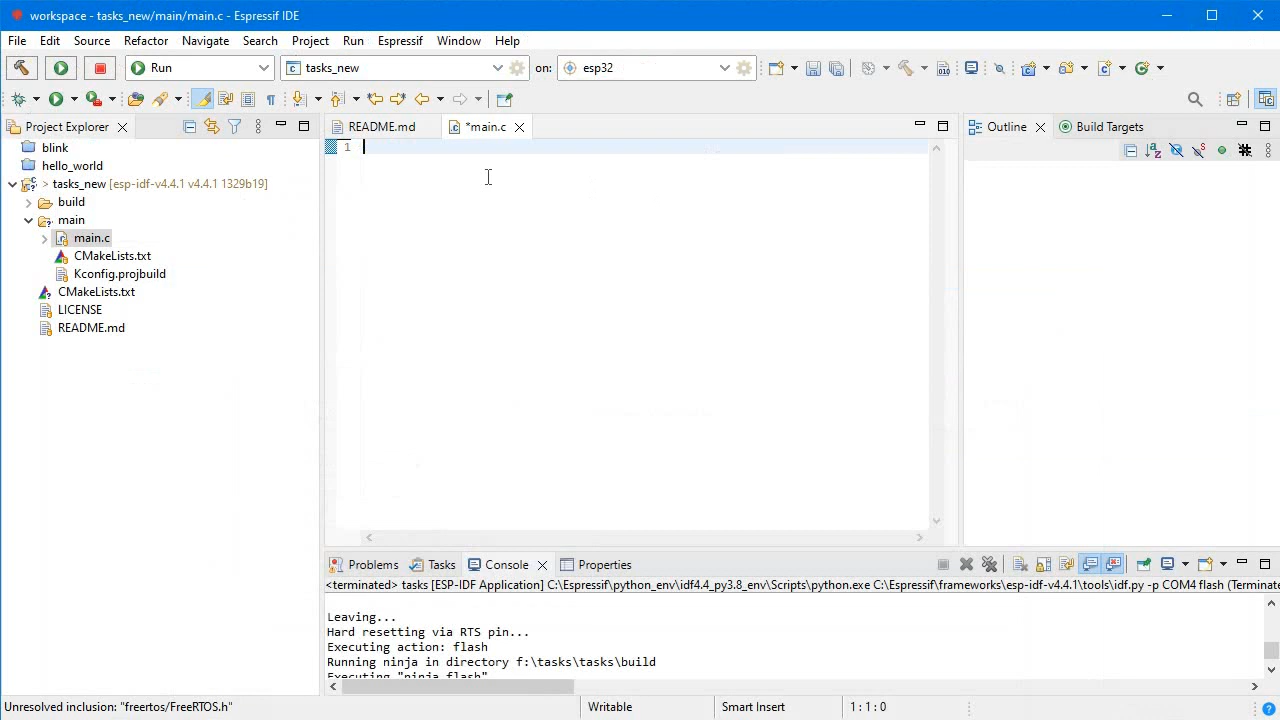 workspace - tasks_new/main/main.c - Espressif IDE
File Edit Source Refactor Navigate Search Project Run Espressif Window Help
Run tasks_new on: esp32
Project Explorer README.md *main.c Outline Build Targets
1
blink
hello_world
> tasks_new [esp-idf-v4.4.1 v4.4.1 1329b19]
build
main
main.c
CMakeLists.txt
Kconfig.projbuild
CMakeLists.txt
LICENSE
README.md
Problems Tasks Console Properties
<terminated> tasks [ESP-IDF Application] C:\Espressif\python_env\idf4.4_py3.8_env\Scripts\python.exe C:\Espressif\frameworks\esp-idf-v4.4.1\tools\idf.py -p COM4 flash (Termina
Leaving...
Hard resetting via RTS pin...
Executing action: flash
Running ninja in directory f:\tasks\tasks\build
Executing "ninja flash"
Unresolved inclusion: "freertos/FreeRTOS.h" Writable Smart Insert 1 : 1 : 0